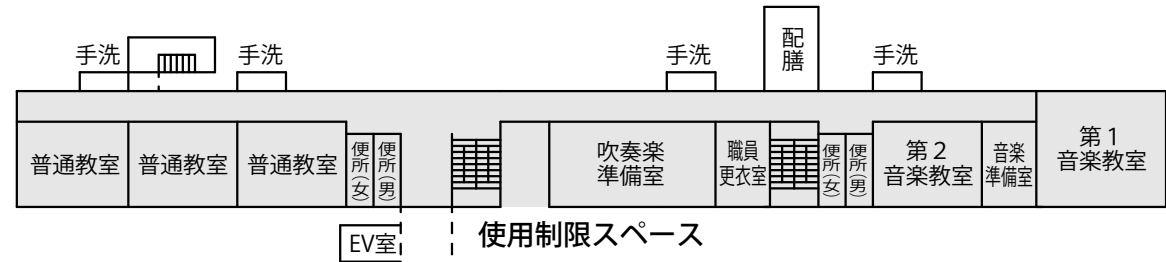 配膳
手洗
手洗
手洗
手洗
普通教室
普通教室
普通教室
便所(女)
便所(男)
吹奏楽
準備室
職員
更衣室
便所(女)
便所(男)
第2
音楽教室
音楽
準備室
第1
音楽教室
EV室
使用制限スペース